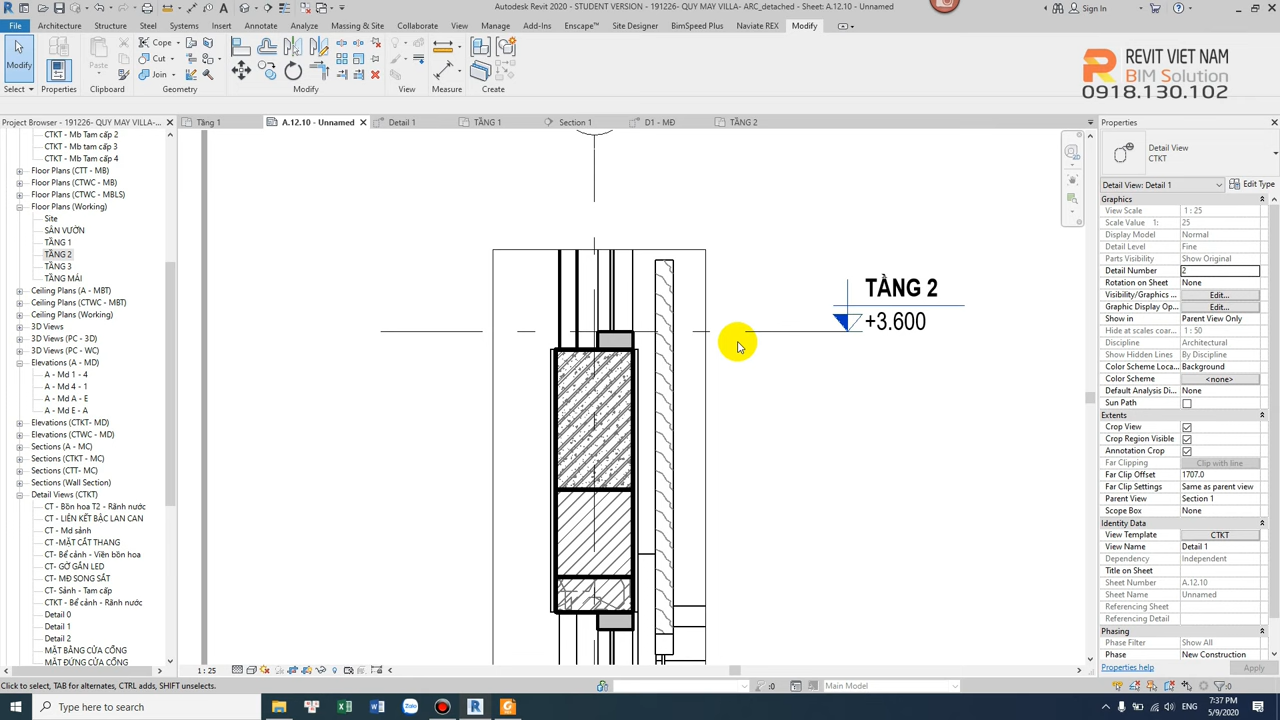 Autodesk Revit 2020 - STUDENT VERSION - 191226- QUY MAY VILLA- ARC_detached - Sheet: A.12.10 - Unnamed
Sign In
File Architecture Structure Steel Systems Insert Annotate Analyze Massing & Site Collaborate View Manage Add-Ins Enscape™ Site Designer BimSpeed Plus Naviate REX Modify
Modify
Properties
Paste
Cope
Cut
Join
Select Properties Clipboard Geometry Modify View Measure Create
REVIT VIET NAM
BIM Solution
0918.130.102
Project Browser - 191226- QUY MAY VILLA-...
Tầng 1 A.12.10 - Unnamed Detail 1 TẦNG 1 Section 1 D1 - MĐ TẦNG 2
CTKT - Mb Tam cấp 2
CTKT - Mb tam cấp 3
CTKT - Mb Tam cấp 4
Floor Plans (CTKT - MB)
Floor Plans (CTT - MB)
Floor Plans (CTWC - MB)
Floor Plans (CTWC - MBLS)
Floor Plans (Working)
Site
SÂN VƯỜN
TẦNG 1
TẦNG 2
TẦNG 3
TẦNG MÁI
Ceiling Plans (A - MBT)
Ceiling Plans (CTWC - MBT)
Ceiling Plans (Working)
3D Views
3D Views (PC - 3D)
3D Views (PC - WC)
Elevations (A - MD)
A - Md 1 - 4
A - Md 4 - 1
A - Md A - E
A - Md E - A
Elevations (CTKT- MD)
Elevations (CTWC - MD)
Sections (A - MC)
Sections (CTKT - MC)
Sections (CTT- MC)
Sections (Wall Section)
Detail Views (CTKT)
CT - Bồn hoa T2 - Rãnh nước
CT - LIÊN KẾT BẬC LAN CAN
CT - Md sảnh
CT -MẶT CẮT THANG
CT- Bể cảnh - Viền bồn hoa
CT- GỜ GẮN LED
CT- MĐ SONG SẮT
CT- Sảnh - Tam cấp
CTKT - Bể cảnh - Rãnh nước
Detail 0
Detail 1
Detail 2
MẶT BẰNG CỬA CỔNG
MẶT ĐỨNG CỬA CỔNG
TẦNG 2
+3.600
Properties
Detail View
CTKT
Detail View: Detail 1 Edit Type
Graphics
View Scale 1 : 25
Scale Value 1: 25
Display Model Normal
Detail Level Fine
Parts Visibility Show Original
Detail Number 2
Rotation on Sheet None
Visibility/Graphics ... Edit...
Graphic Display Op... Edit...
Show in Parent View Only
Hide at scales coar... 1 : 50
Discipline Architectural
Show Hidden Lines By Discipline
Color Scheme Loca... Background
Color Scheme <none>
Default Analysis Di... None
Sun Path
Extents
Crop View
Crop Region Visible
Annotation Crop
Far Clipping Clip with line
Far Clip Offset 1707.0
Far Clip Settings Same as parent view
Parent View Section 1
Scope Box None
Identity Data
View Template CTKT
View Name Detail 1
Dependency Independent
Title on Sheet
Sheet Number A.12.10
Sheet Name Unnamed
Referencing Sheet
Referencing Detail
Phasing
Phase Filter Show All
Phase New Construction
Properties help Apply
1 : 25
Click to select, TAB for alternates, CTRL adds, SHIFT unselects.
:0 Main Model :0
Type here to search
ENG 7:37 PM
5/9/2020